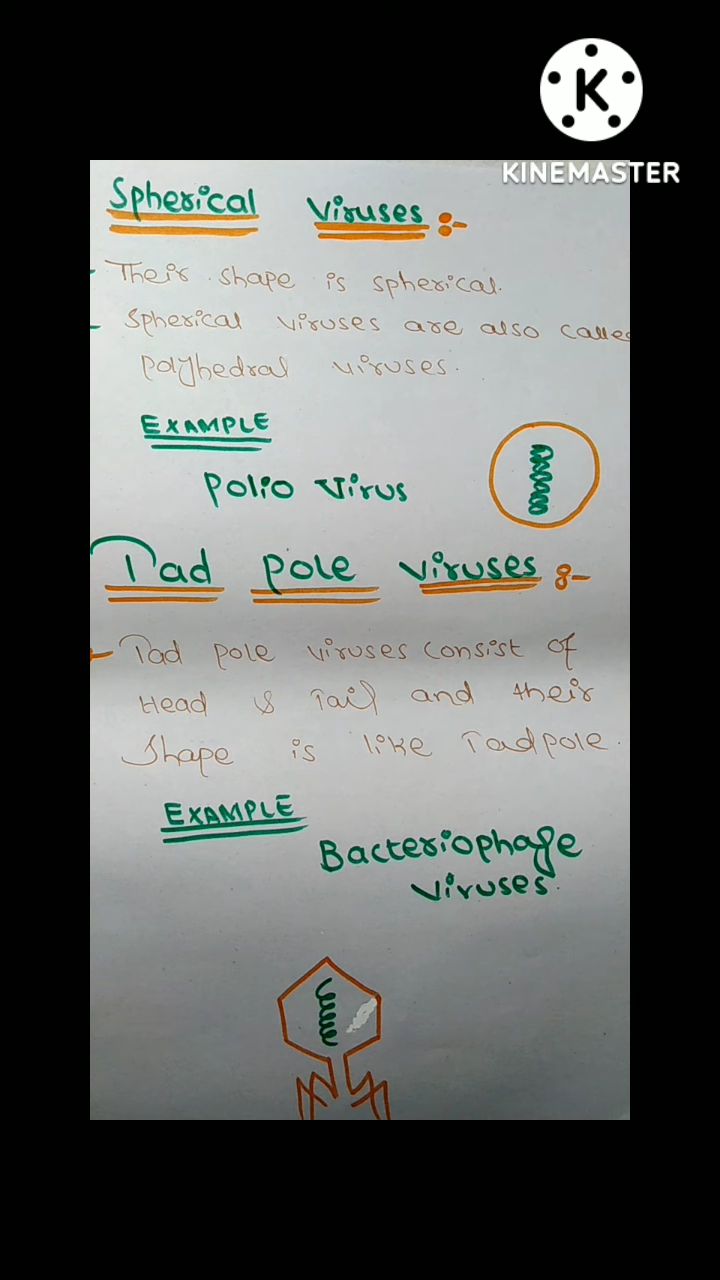 K
KINEMASTER
Spherical Viruses :-
- Their shape is spherical.
- Spherical viruses are also called
polyhedral viruses.
EXAMPLE
Polio Virus
Tad pole viruses :-
- Tad pole viruses consist of
Head & Tail and their
Shape is like Tadpole.
EXAMPLE
Bacteriophage
viruses.